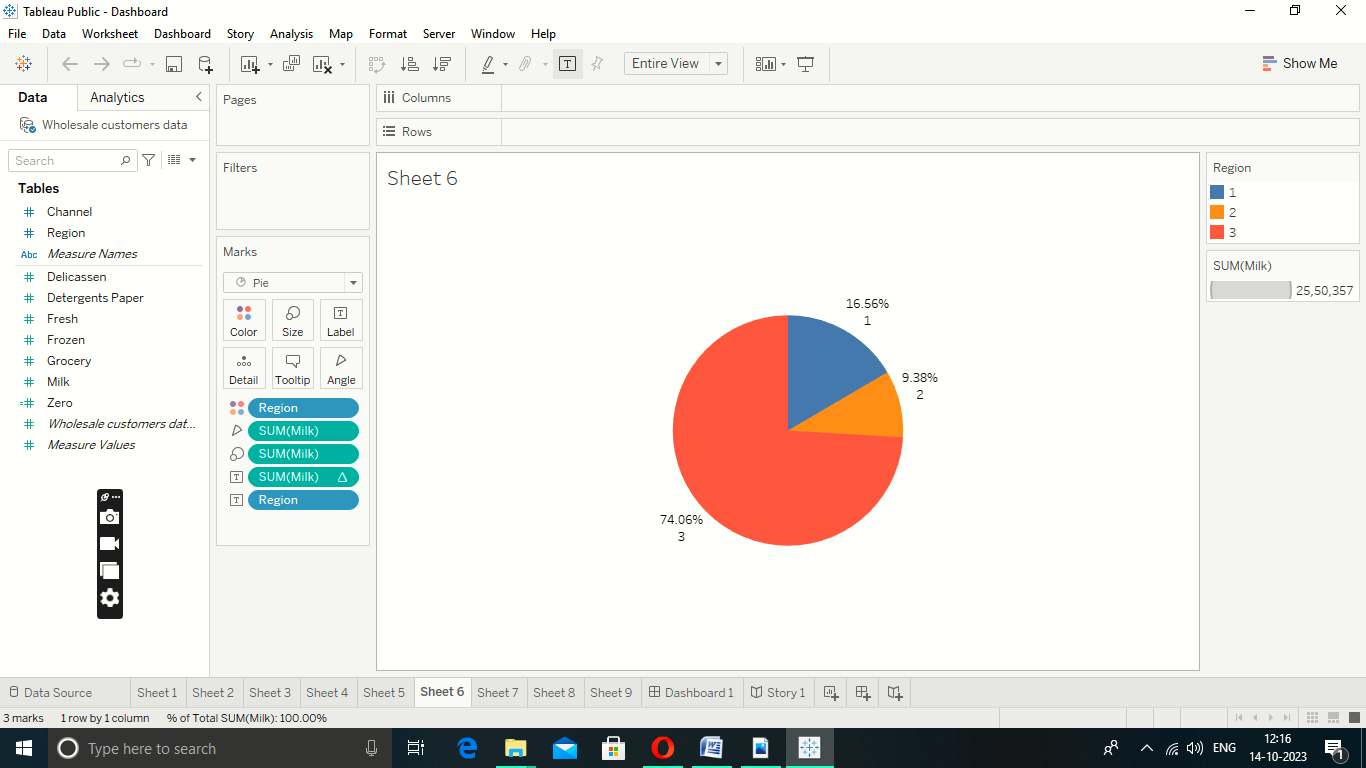 Tableau Public - Dashboard
File Data Worksheet Dashboard Story Analysis Map Format Server Window Help
Entire View
Show Me
Data Analytics
Wholesale customers data
Search
Tables
# Channel
# Region
Abc Measure Names
# Delicassen
# Detergents Paper
# Fresh
# Frozen
# Grocery
# Milk
=# Zero
# Wholesale customers dat...
# Measure Values
Pages
Filters
Marks
Pie
Color Size Label
Detail Tooltip Angle
Region
SUM(Milk)
SUM(Milk)
SUM(Milk) △
Region
Columns
Rows
Sheet 6
16.56%
1
9.38%
2
74.06%
3
Region
1
2
3
SUM(Milk)
25,50,357
Data Source Sheet 1 Sheet 2 Sheet 3 Sheet 4 Sheet 5 Sheet 6 Sheet 7 Sheet 8 Sheet 9 Dashboard 1 Story 1
3 marks 1 row by 1 column % of Total SUM(Milk): 100.00%
Type here to search
ENG
12:16
14-10-2023
1